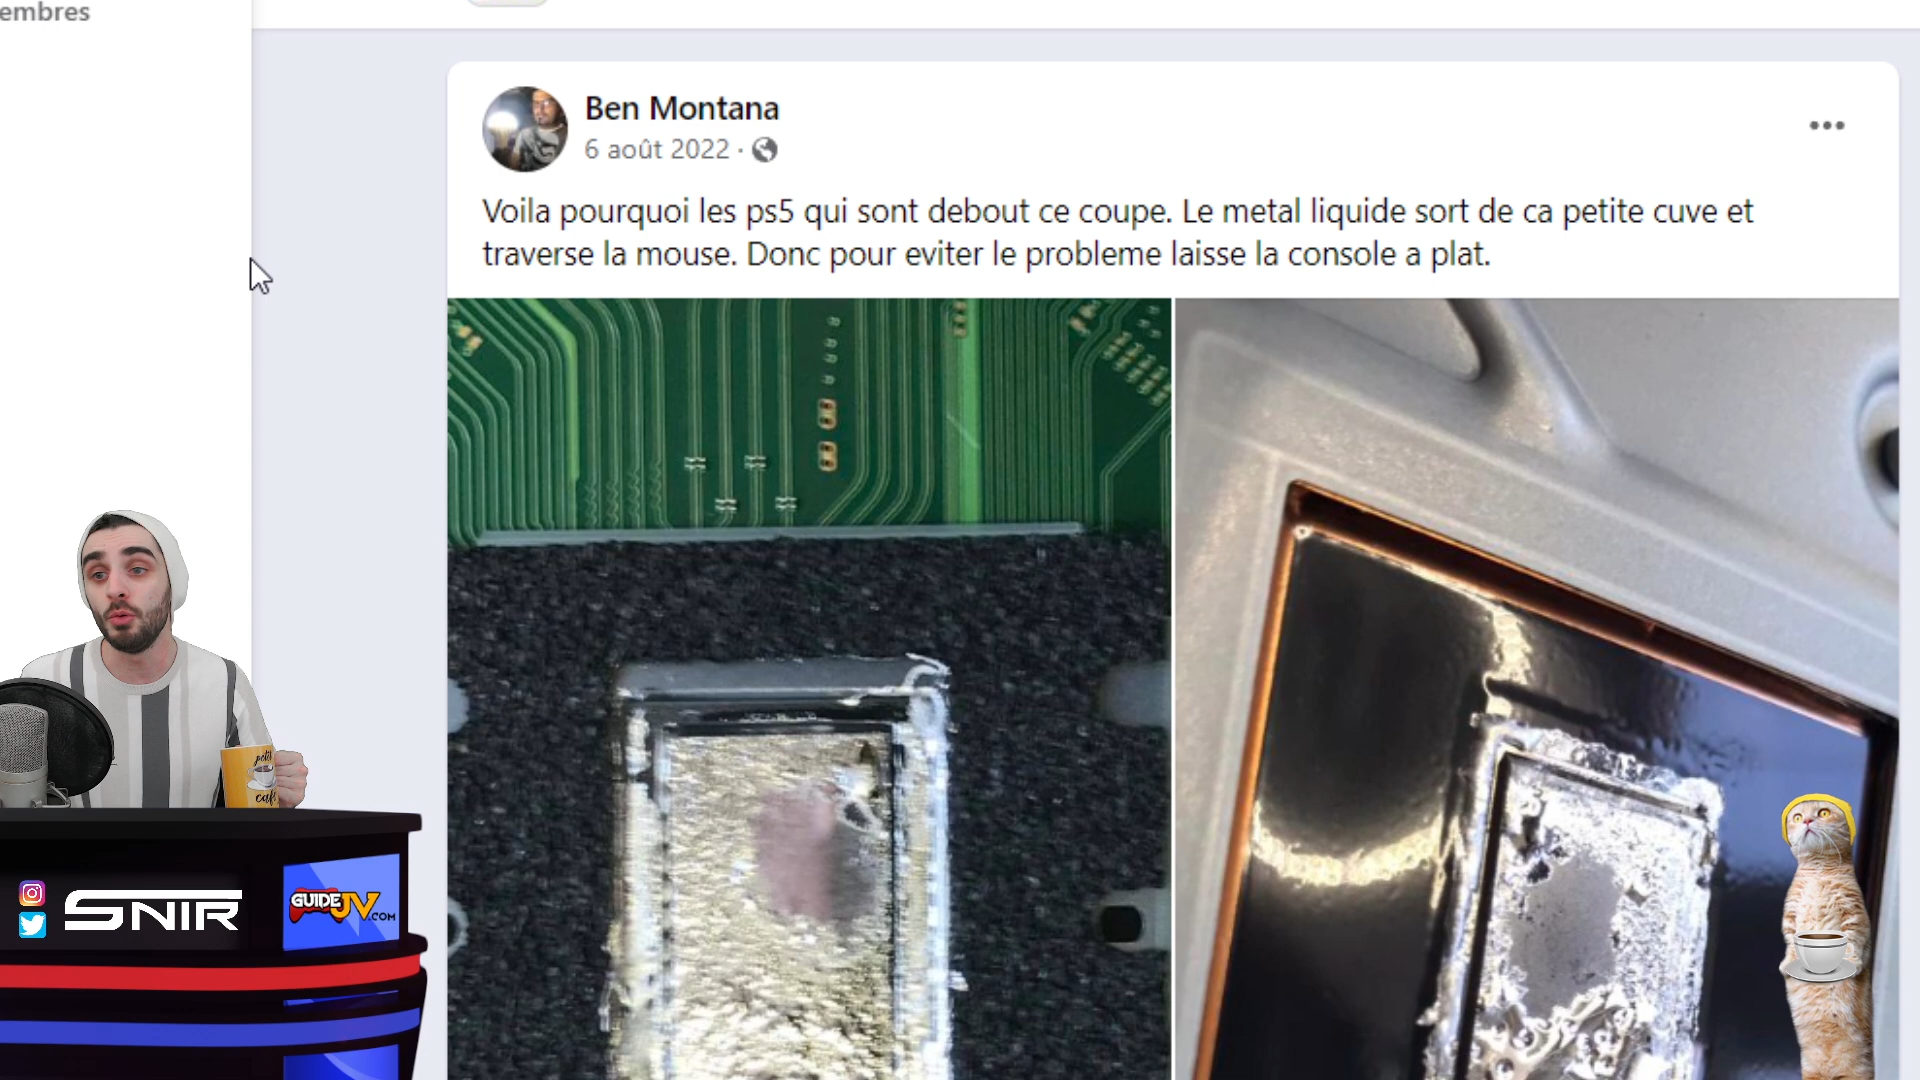 embres
Ben Montana
6 août 2022 ·
Voila pourquoi les ps5 qui sont debout ce coupe. Le metal liquide sort de ca petite cuve et
traverse la mouse. Donc pour eviter le probleme laisse la console a plat.
petit
café
SNIR
GUIDEJV.COM